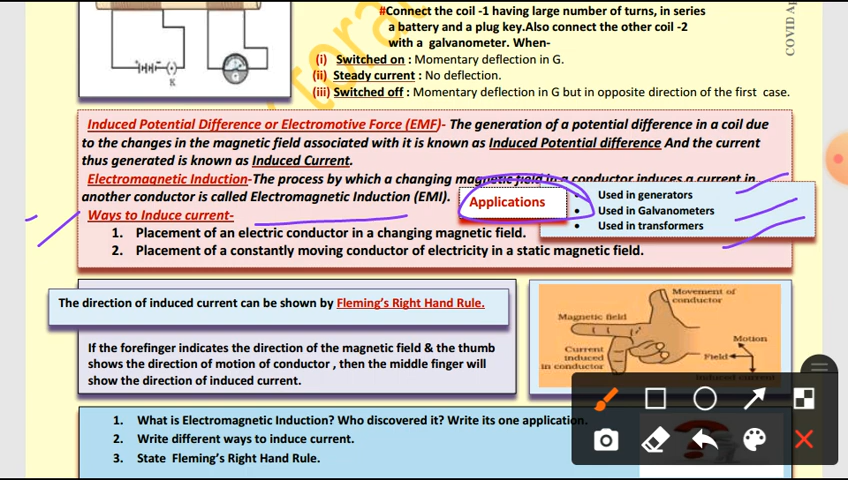 #Connect the coil -1 having large number of turns, in series
a battery and a plug key.Also connect the other coil -2
with a galvanometer. When-
(i) Switched on : Momentary deflection in G.
(ii) Steady current : No deflection.
(iii) Switched off : Momentary deflection in G but in opposite direction of the first case.
K
COVID
Induced Potential Difference or Electromotive Force (EMF)- The generation of a potential difference in a coil due
to the changes in the magnetic field associated with it is known as Induced Potential difference And the current
thus generated is known as Induced Current.
Electromagnetic Induction-The process by which a changing magnetic field in a conductor induces a current in
another conductor is called Electromagnetic Induction (EMI).
Applications
• Used in generators
• Used in Galvanometers
• Used in transformers
Ways to Induce current-
1. Placement of an electric conductor in a changing magnetic field.
2. Placement of a constantly moving conductor of electricity in a static magnetic field.
The direction of induced current can be shown by Fleming's Right Hand Rule.
If the forefinger indicates the direction of the magnetic field & the thumb
shows the direction of motion of conductor , then the middle finger will
show the direction of induced current.
Movement of
conductor
Magnetic field
Current
induced
in conductor
Motion
Field
Induced current
1. What is Electromagnetic Induction? Who discovered it? Write its one application.
2. Write different ways to induce current.
3. State Fleming's Right Hand Rule.